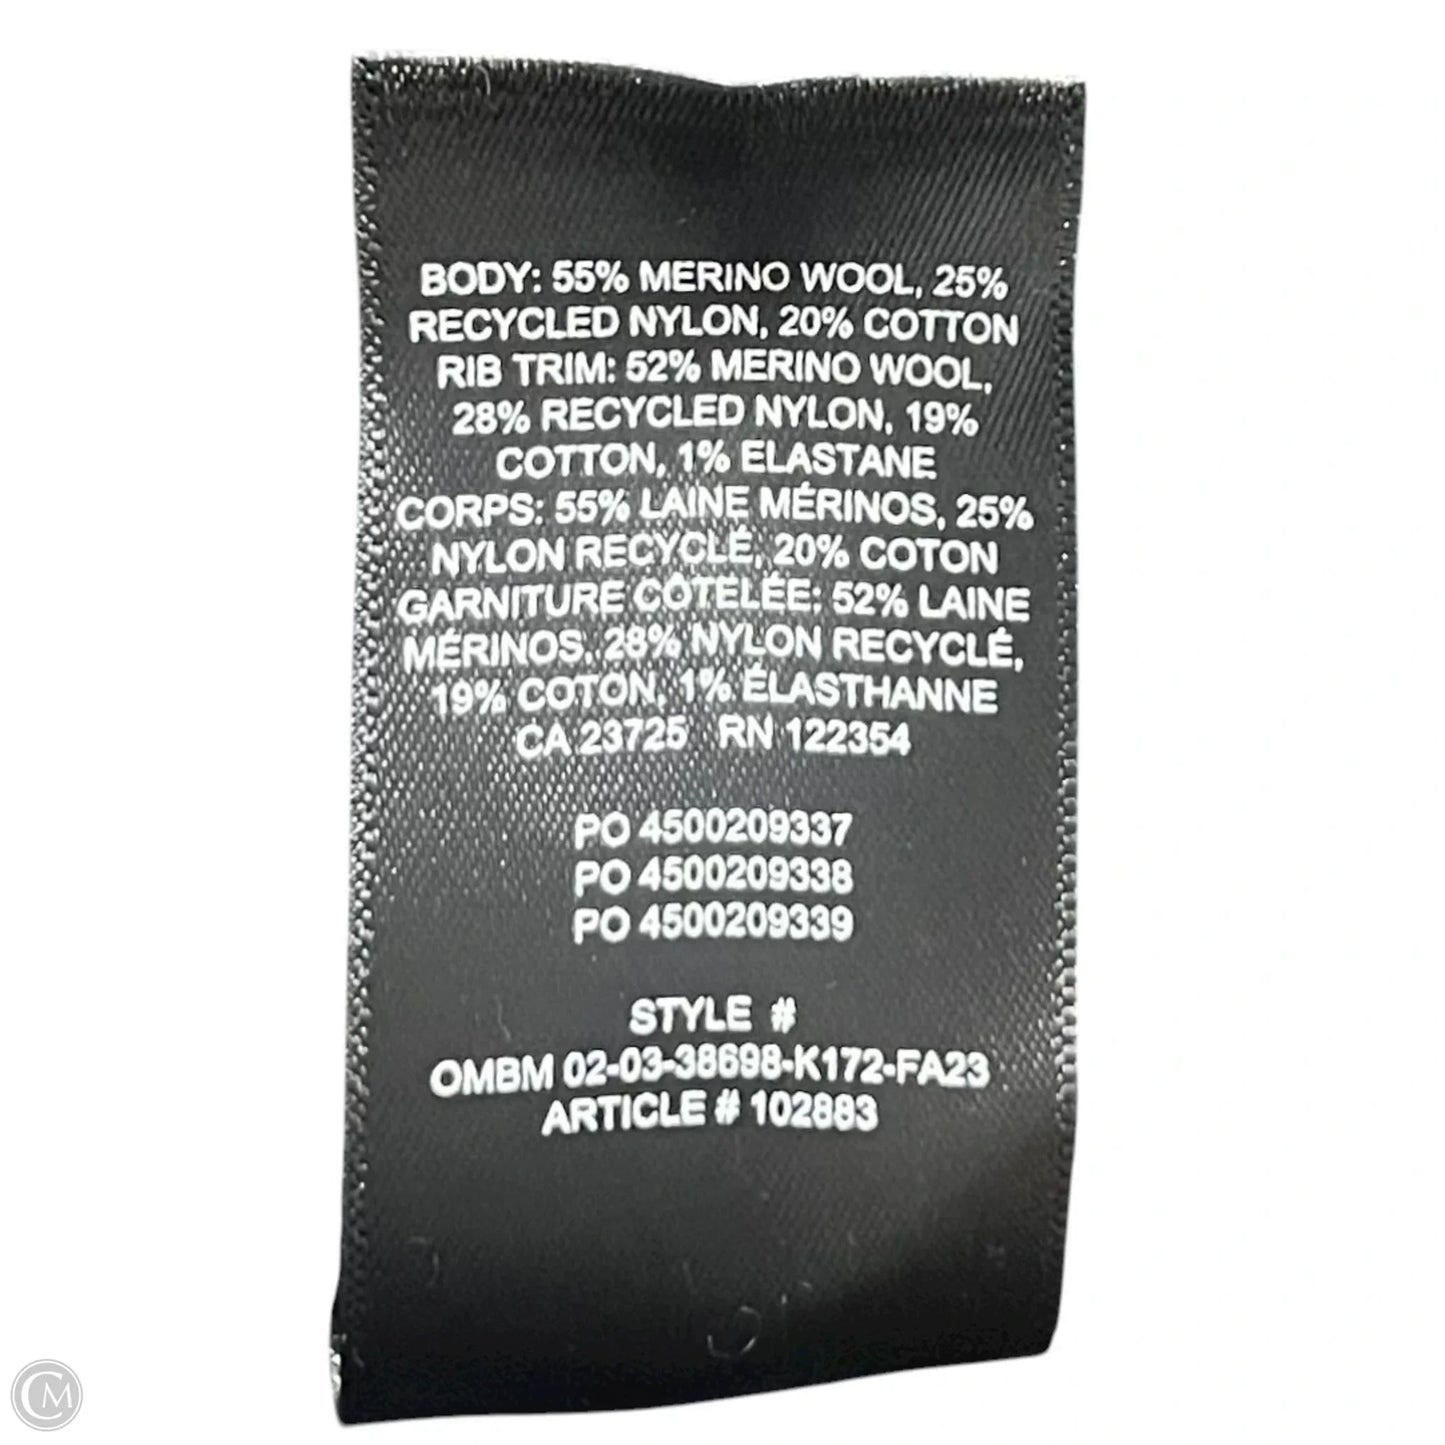 BODY: 55% MERINO WOOL, 25%
RECYCLED NYLON, 20% COTTON
RIB TRIM: 52% MERINO WOOL,
28% RECYCLED NYLON, 19%
COTTON, 1% ELASTANE
CORPS: 55% LAINE MÉRINOS, 25%
NYLON RECYCLÉ, 20% COTON
GARNITURE CÔTELÉE: 52% LAINE
MÉRINOS, 28% NYLON RECYCLÉ,
19% COTON, 1% ÉLASTHANNE
CA 23725 RN 122354
PO 4500209337
PO 4500209338
PO 4500209339
STYLE #
OMBM 02-03-38698-K172-FA23
ARTICLE # 102883
CM